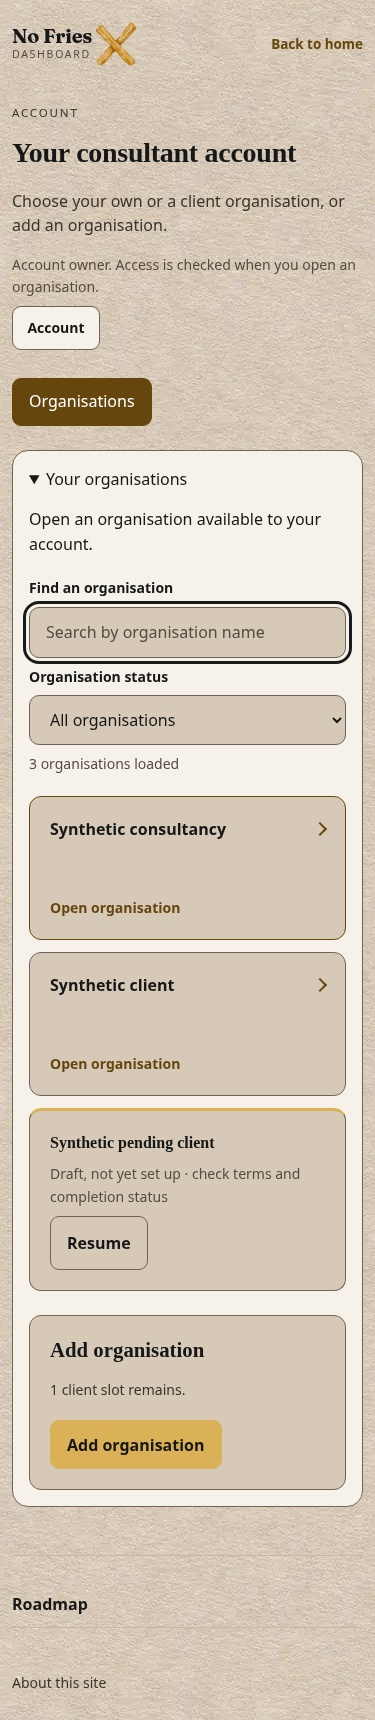 No Fries
DASHBOARD
Back to home
ACCOUNT
Your consultant account
Choose your own or a client organisation, or
add an organisation.
Account owner. Access is checked when you open an
organisation.
Account
Organisations
▼ Your organisations
Open an organisation available to your
account.
Find an organisation
Search by organisation name
Organisation status
All organisations
3 organisations loaded
Synthetic consultancy
Open organisation
Synthetic client
Open organisation
Synthetic pending client
Draft, not yet set up · check terms and
completion status
Resume
Add organisation
1 client slot remains.
Add organisation
Roadmap
About this site